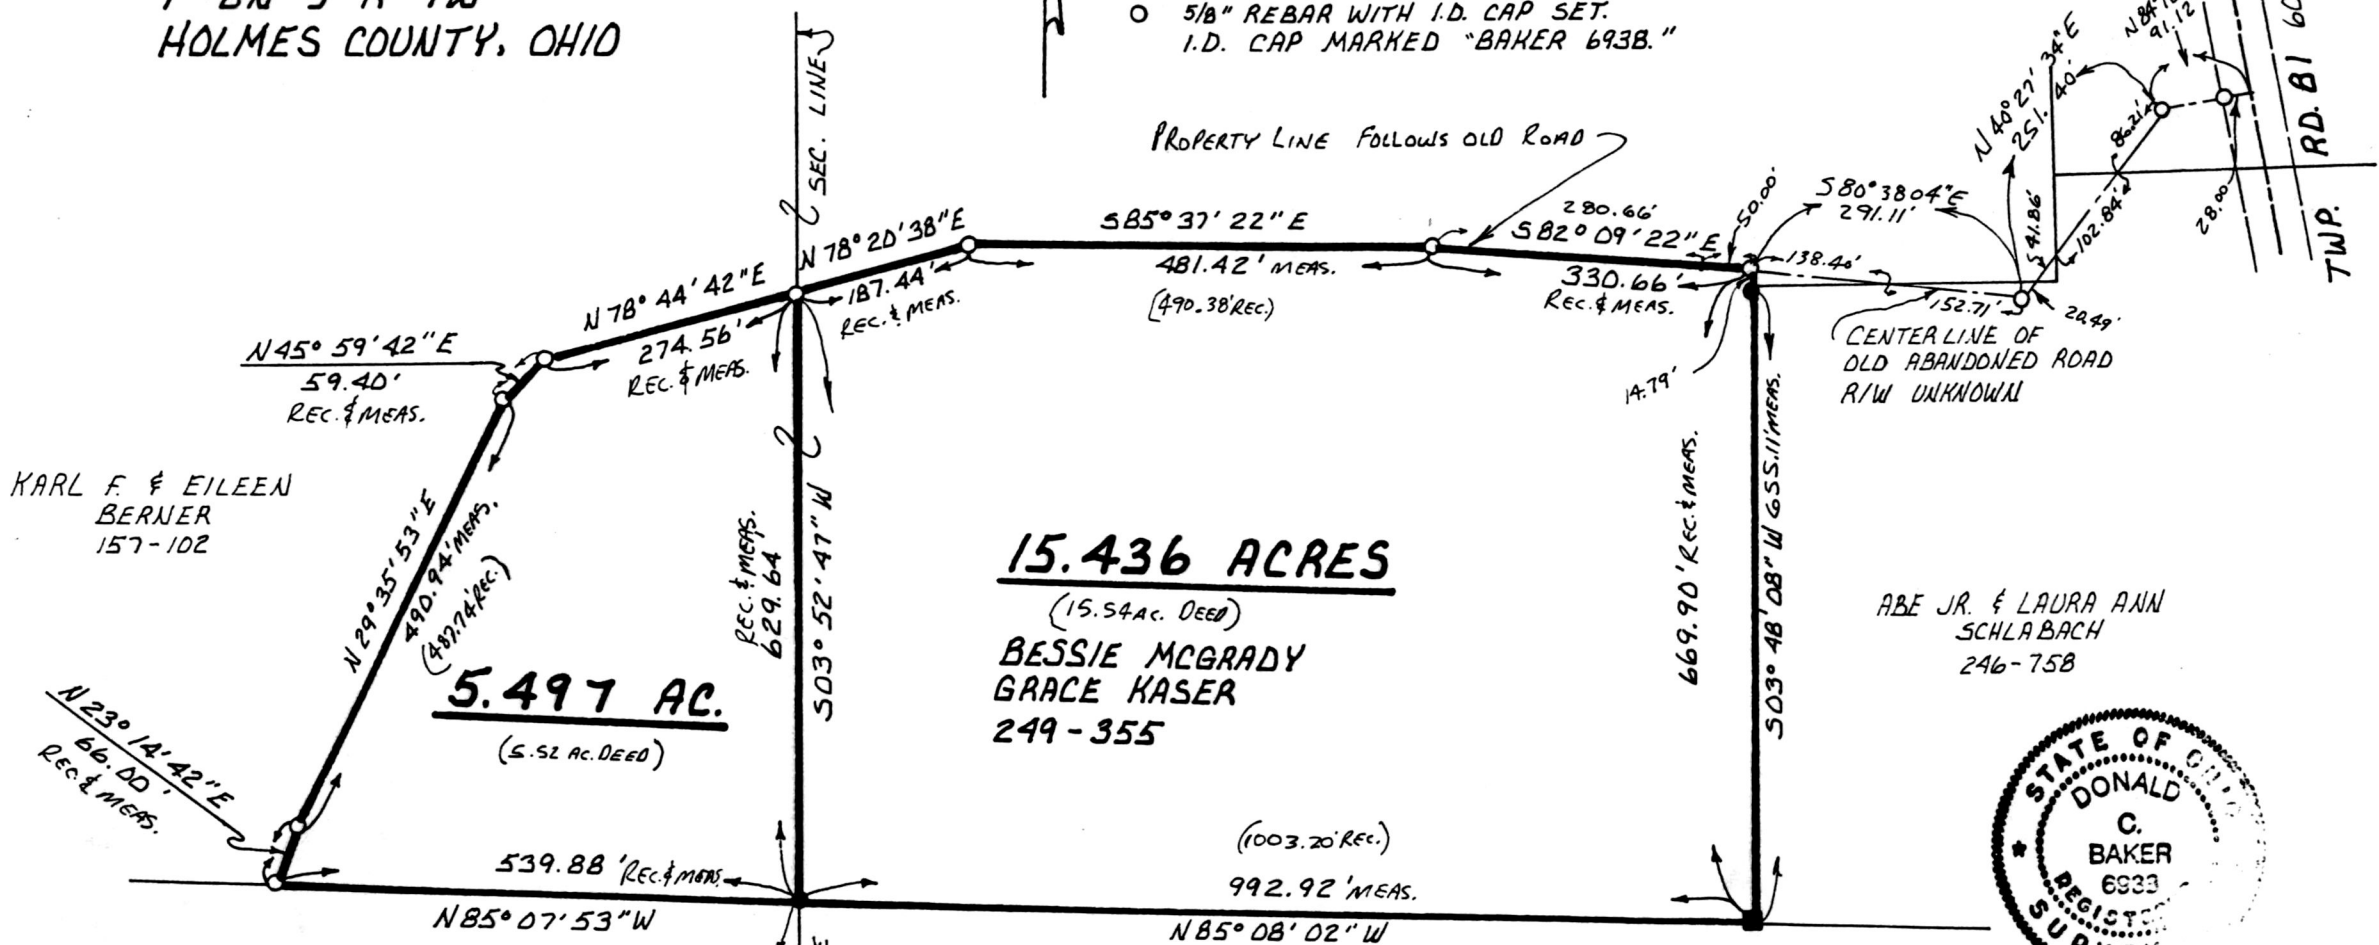 HOLMES COUNTY, OHIO
5/8" REBAR WITH I.D. CAP SET.
I.D. CAP MARKED "BAKER 6938."
SEC. LINE
PROPERTY LINE FOLLOWS OLD ROAD
N 40° 27' 34" E
251.40'
91.12
86.21'
102.84'
41.86'
28.00
TWP. RD. 81
S80°38'04"E
291.11'
50.00'
138.40'
152.71'
20.49'
CENTERLINE OF
OLD ABANDONED ROAD
R/W UNKNOWN
14.79'
280.66'
S82°09'22"E
330.66'
REC. & MEAS.
S85°37'22"E
481.42' MEAS.
(490.38' REC.)
N 78°20'38"E
187.44'
REC. & MEAS.
N 78° 44' 42"E
274.56'
REC. & MEAS.
N45° 59' 42"E
59.40'
REC. & MEAS.
KARL F. & EILEEN
BERNER
157-102
N 29° 35' 53" E
490.94' MEAS.
(487.74' REC.)
N 23° 14' 42" E
66.00'
REC. & MEAS.
5.497 AC.
(5.52 AC. DEED)
REC. & MEAS.
629.64
S03° 52' 47" W
15.436 ACRES
(15.54 AC. DEED)
BESSIE MCGRADY
GRACE KASER
249-355
669.90' REC. & MEAS.
S03° 48' 08" W 655.11' MEAS.
ABE JR. & LAURA ANN
SCHLABACH
246-758
539.88' REC. & MEAS.
N85° 07' 53" W
(1003.20' REC.)
992.92' MEAS.
N85° 08' 02" W
STATE OF OHIO
DONALD
C.
BAKER
6933